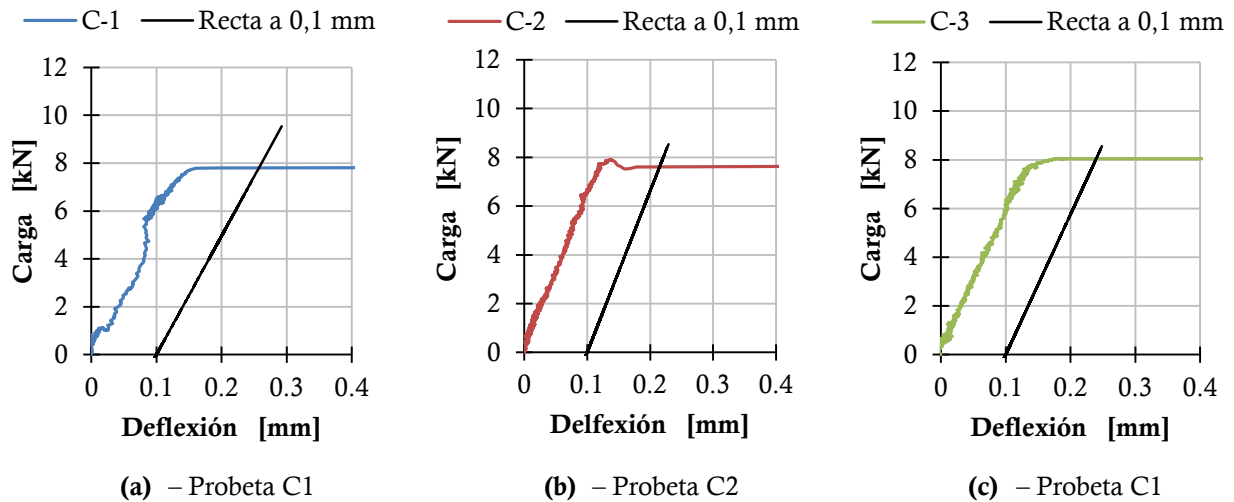 C-1 Recta a 0,1 mm
12
10
8
6
4
2
0
Carga [kN]
0 0.1 0.2 0.3 0.4
Deflexión [mm]
(a) – Probeta C1
C-2 Recta a 0,1 mm
12
10
8
6
4
2
0
Carga [kN]
0 0.1 0.2 0.3 0.4
Delfexión [mm]
(b) – Probeta C2
C-3 Recta a 0,1 mm
12
10
8
6
4
2
0
Carga [kN]
0 0.1 0.2 0.3 0.4
Deflexión [mm]
(c) – Probeta C1